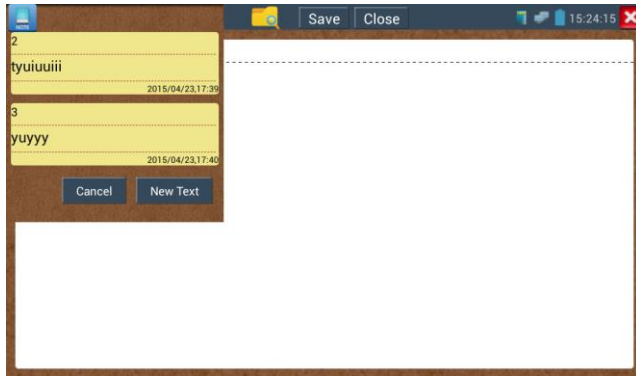 NOTE
Save Close 15:24:15
2
tyuiuuiii
2015/04/23,17:39
3
yuyyy
2015/04/23,17:40
Cancel New Text